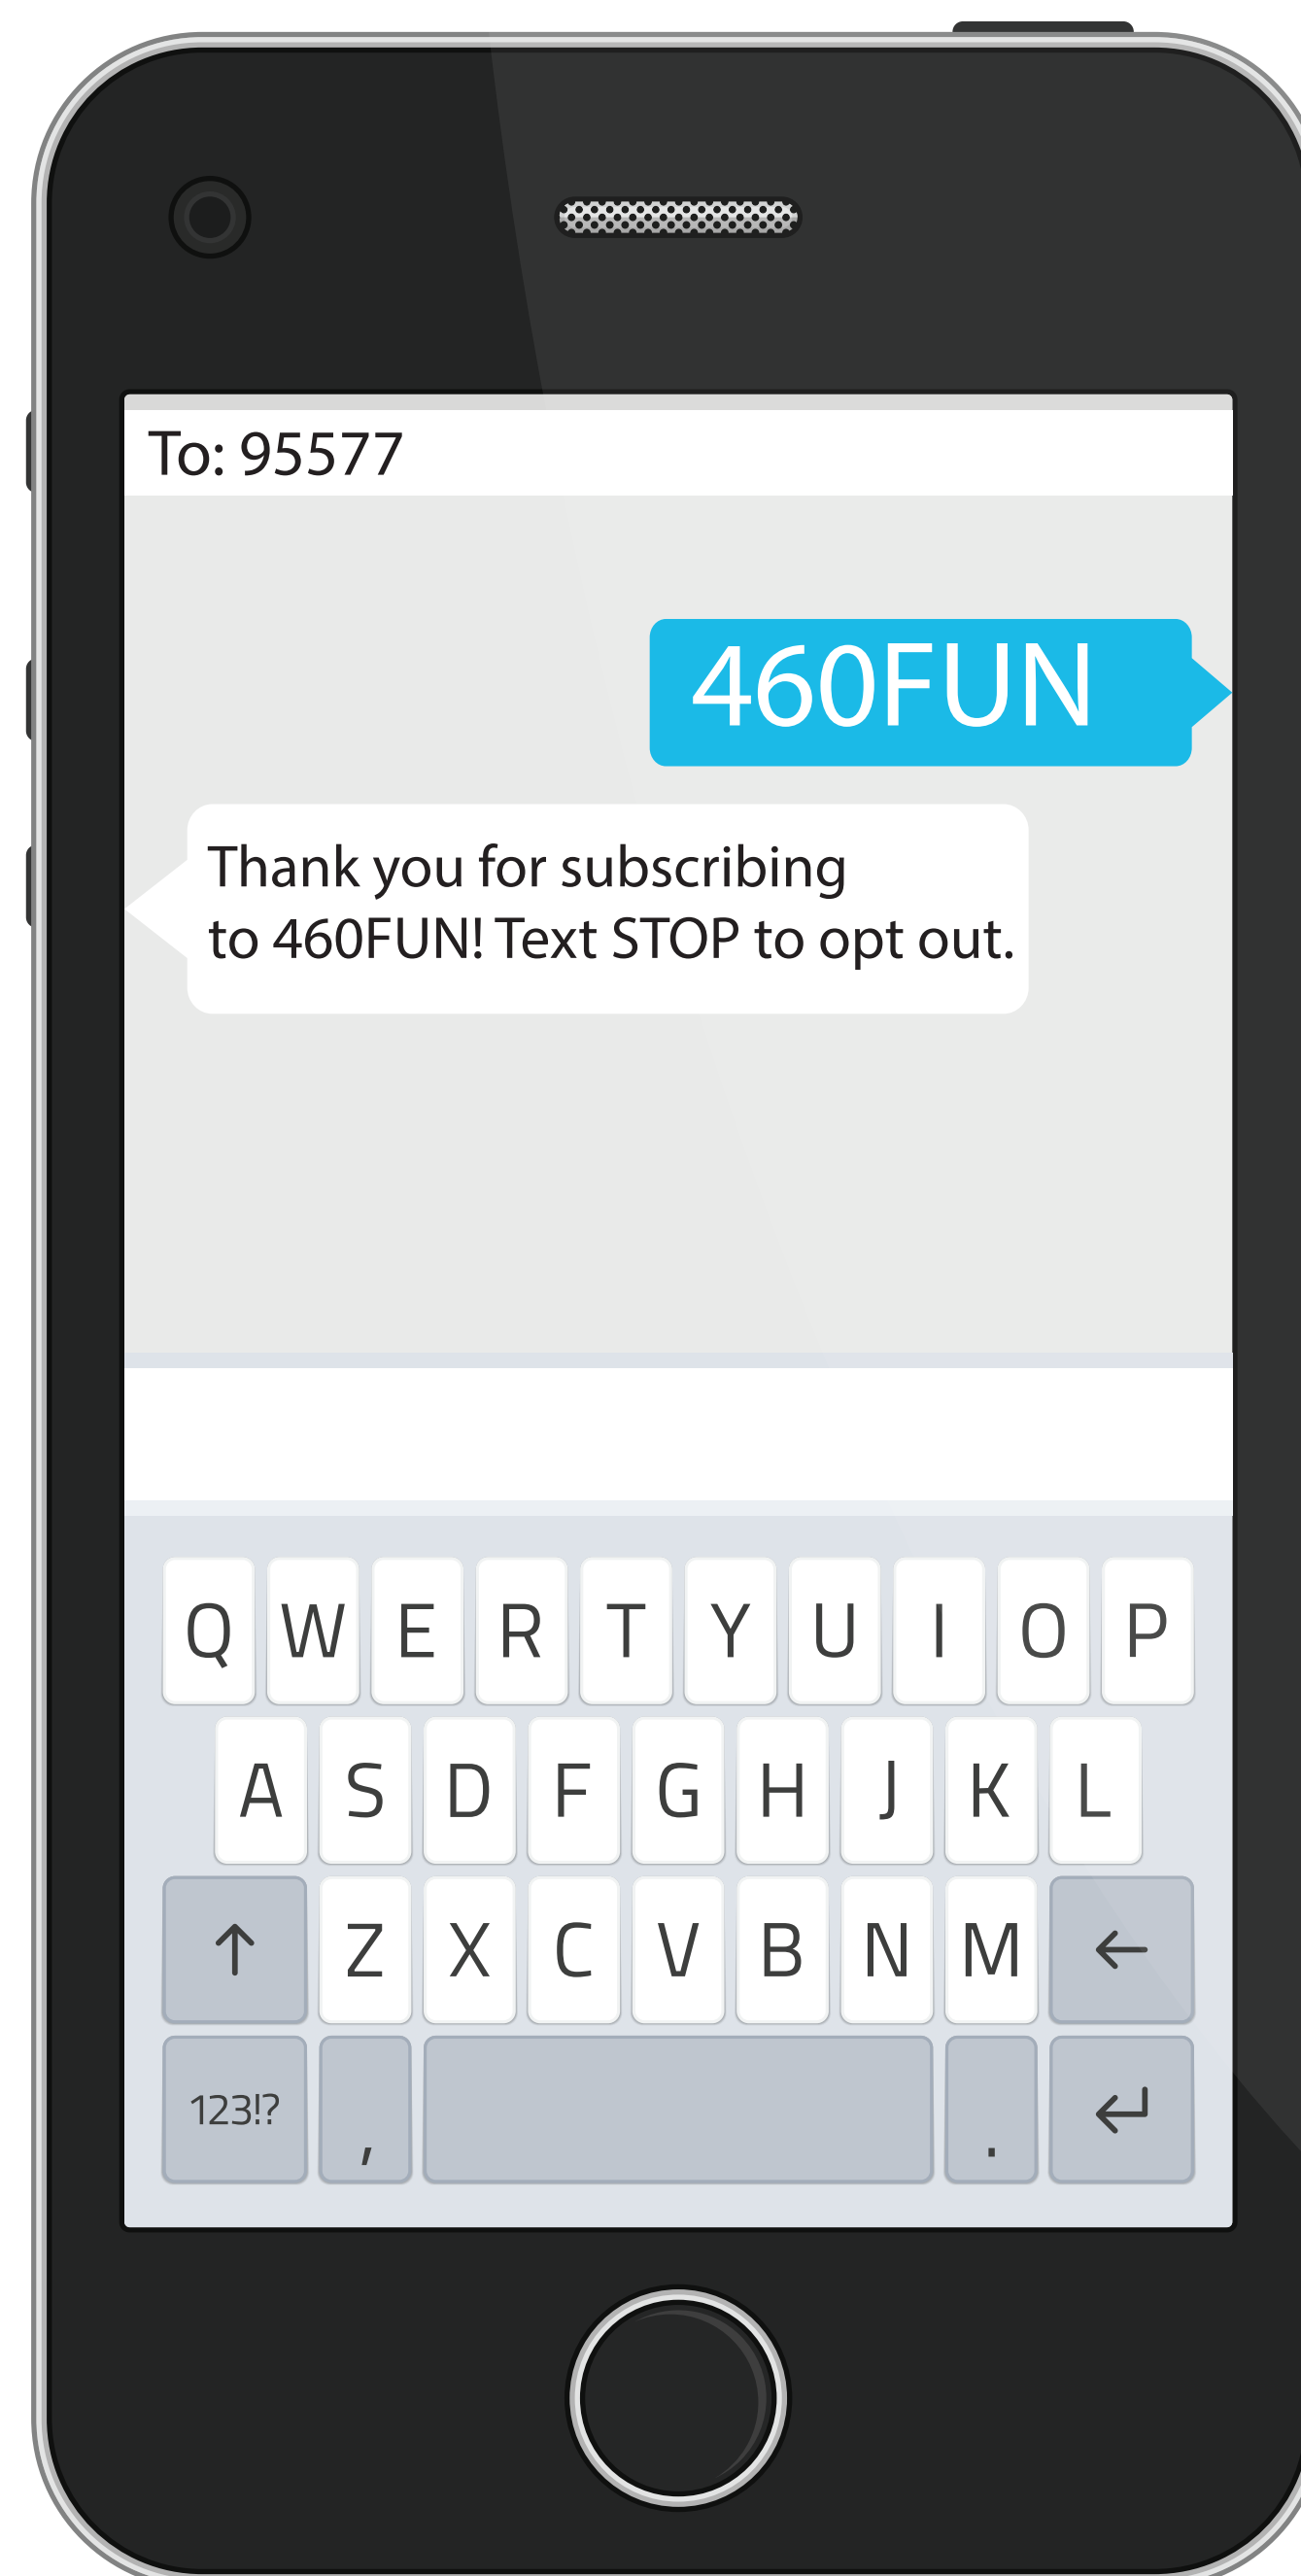 To: 95577
460FUN
Thank you for subscribing
to 460FUN! Text STOP to opt out.
Q W E R T Y U I O P
A S D F G H J K L
Z X C V B N M
123!? , .